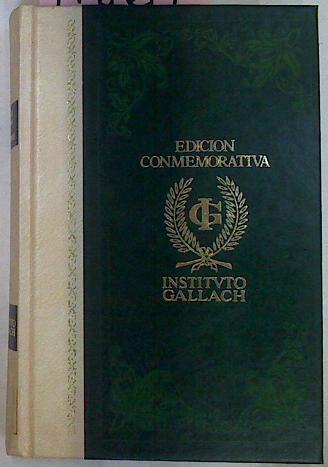 EDICION
CONMEMORATIVA
IG
INSTITVTO
GALLACH